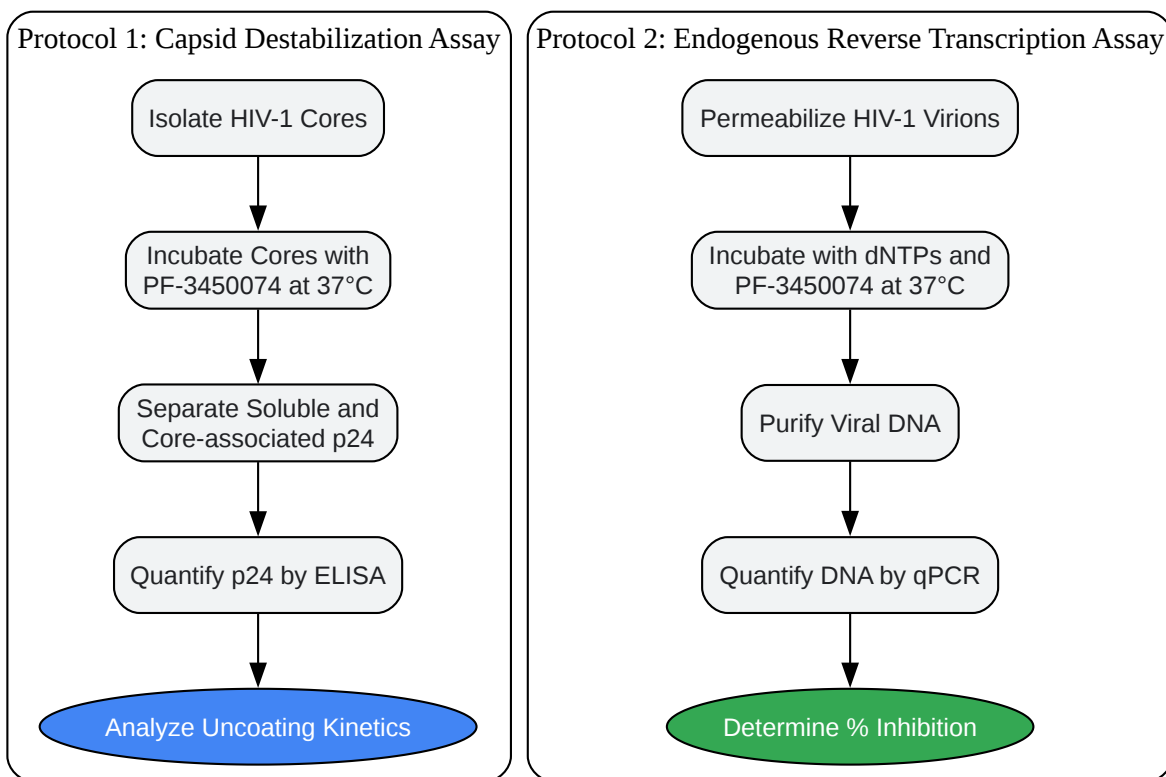 Protocol 1: Capsid Destabilization Assay
Isolate HIV-1 Cores
Incubate Cores with
PF-3450074 at 37°C
Separate Soluble and
Core-associated p24
Quantify p24 by ELISA
Analyze Uncoating Kinetics
Protocol 2: Endogenous Reverse Transcription Assay
Permeabilize HIV-1 Virions
Incubate with dNTPs and
PF-3450074 at 37°C
Purify Viral DNA
Quantify DNA by qPCR
Determine % Inhibition